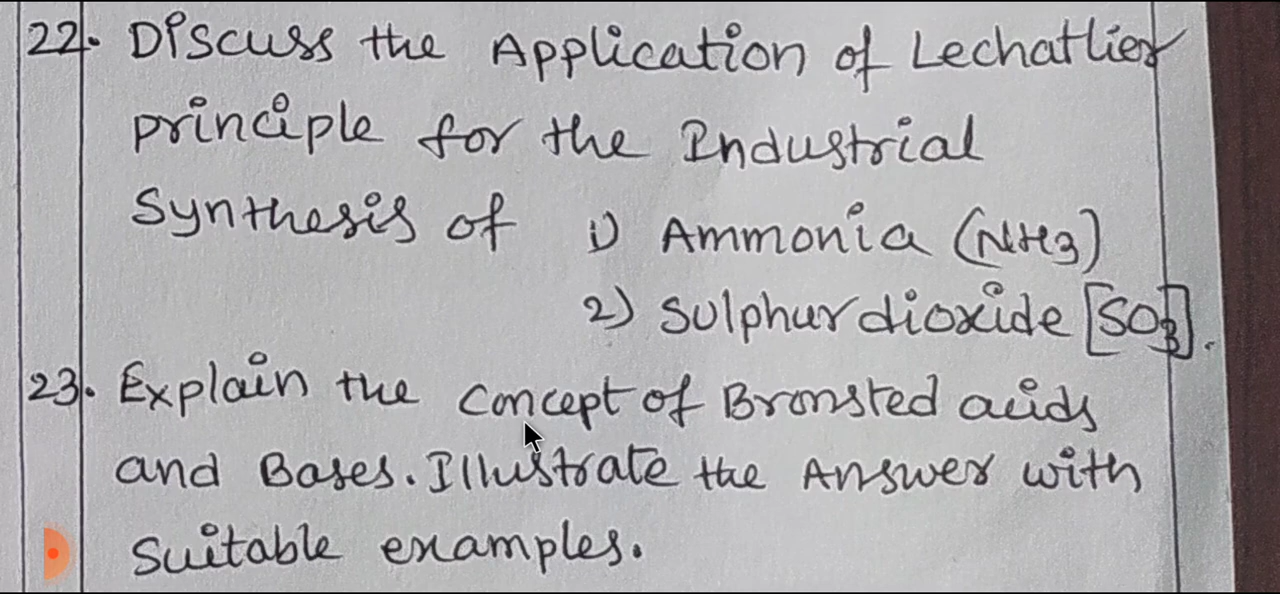 22. Discuss the Application of Lechatlier
principle for the Industrial
Synthesis of 1) Ammonia (NH3)
2) Sulphur dioxide [SO3].
23. Explain the concept of Bronsted acids
and Bases. Illustrate the Answer with
Suitable examples.